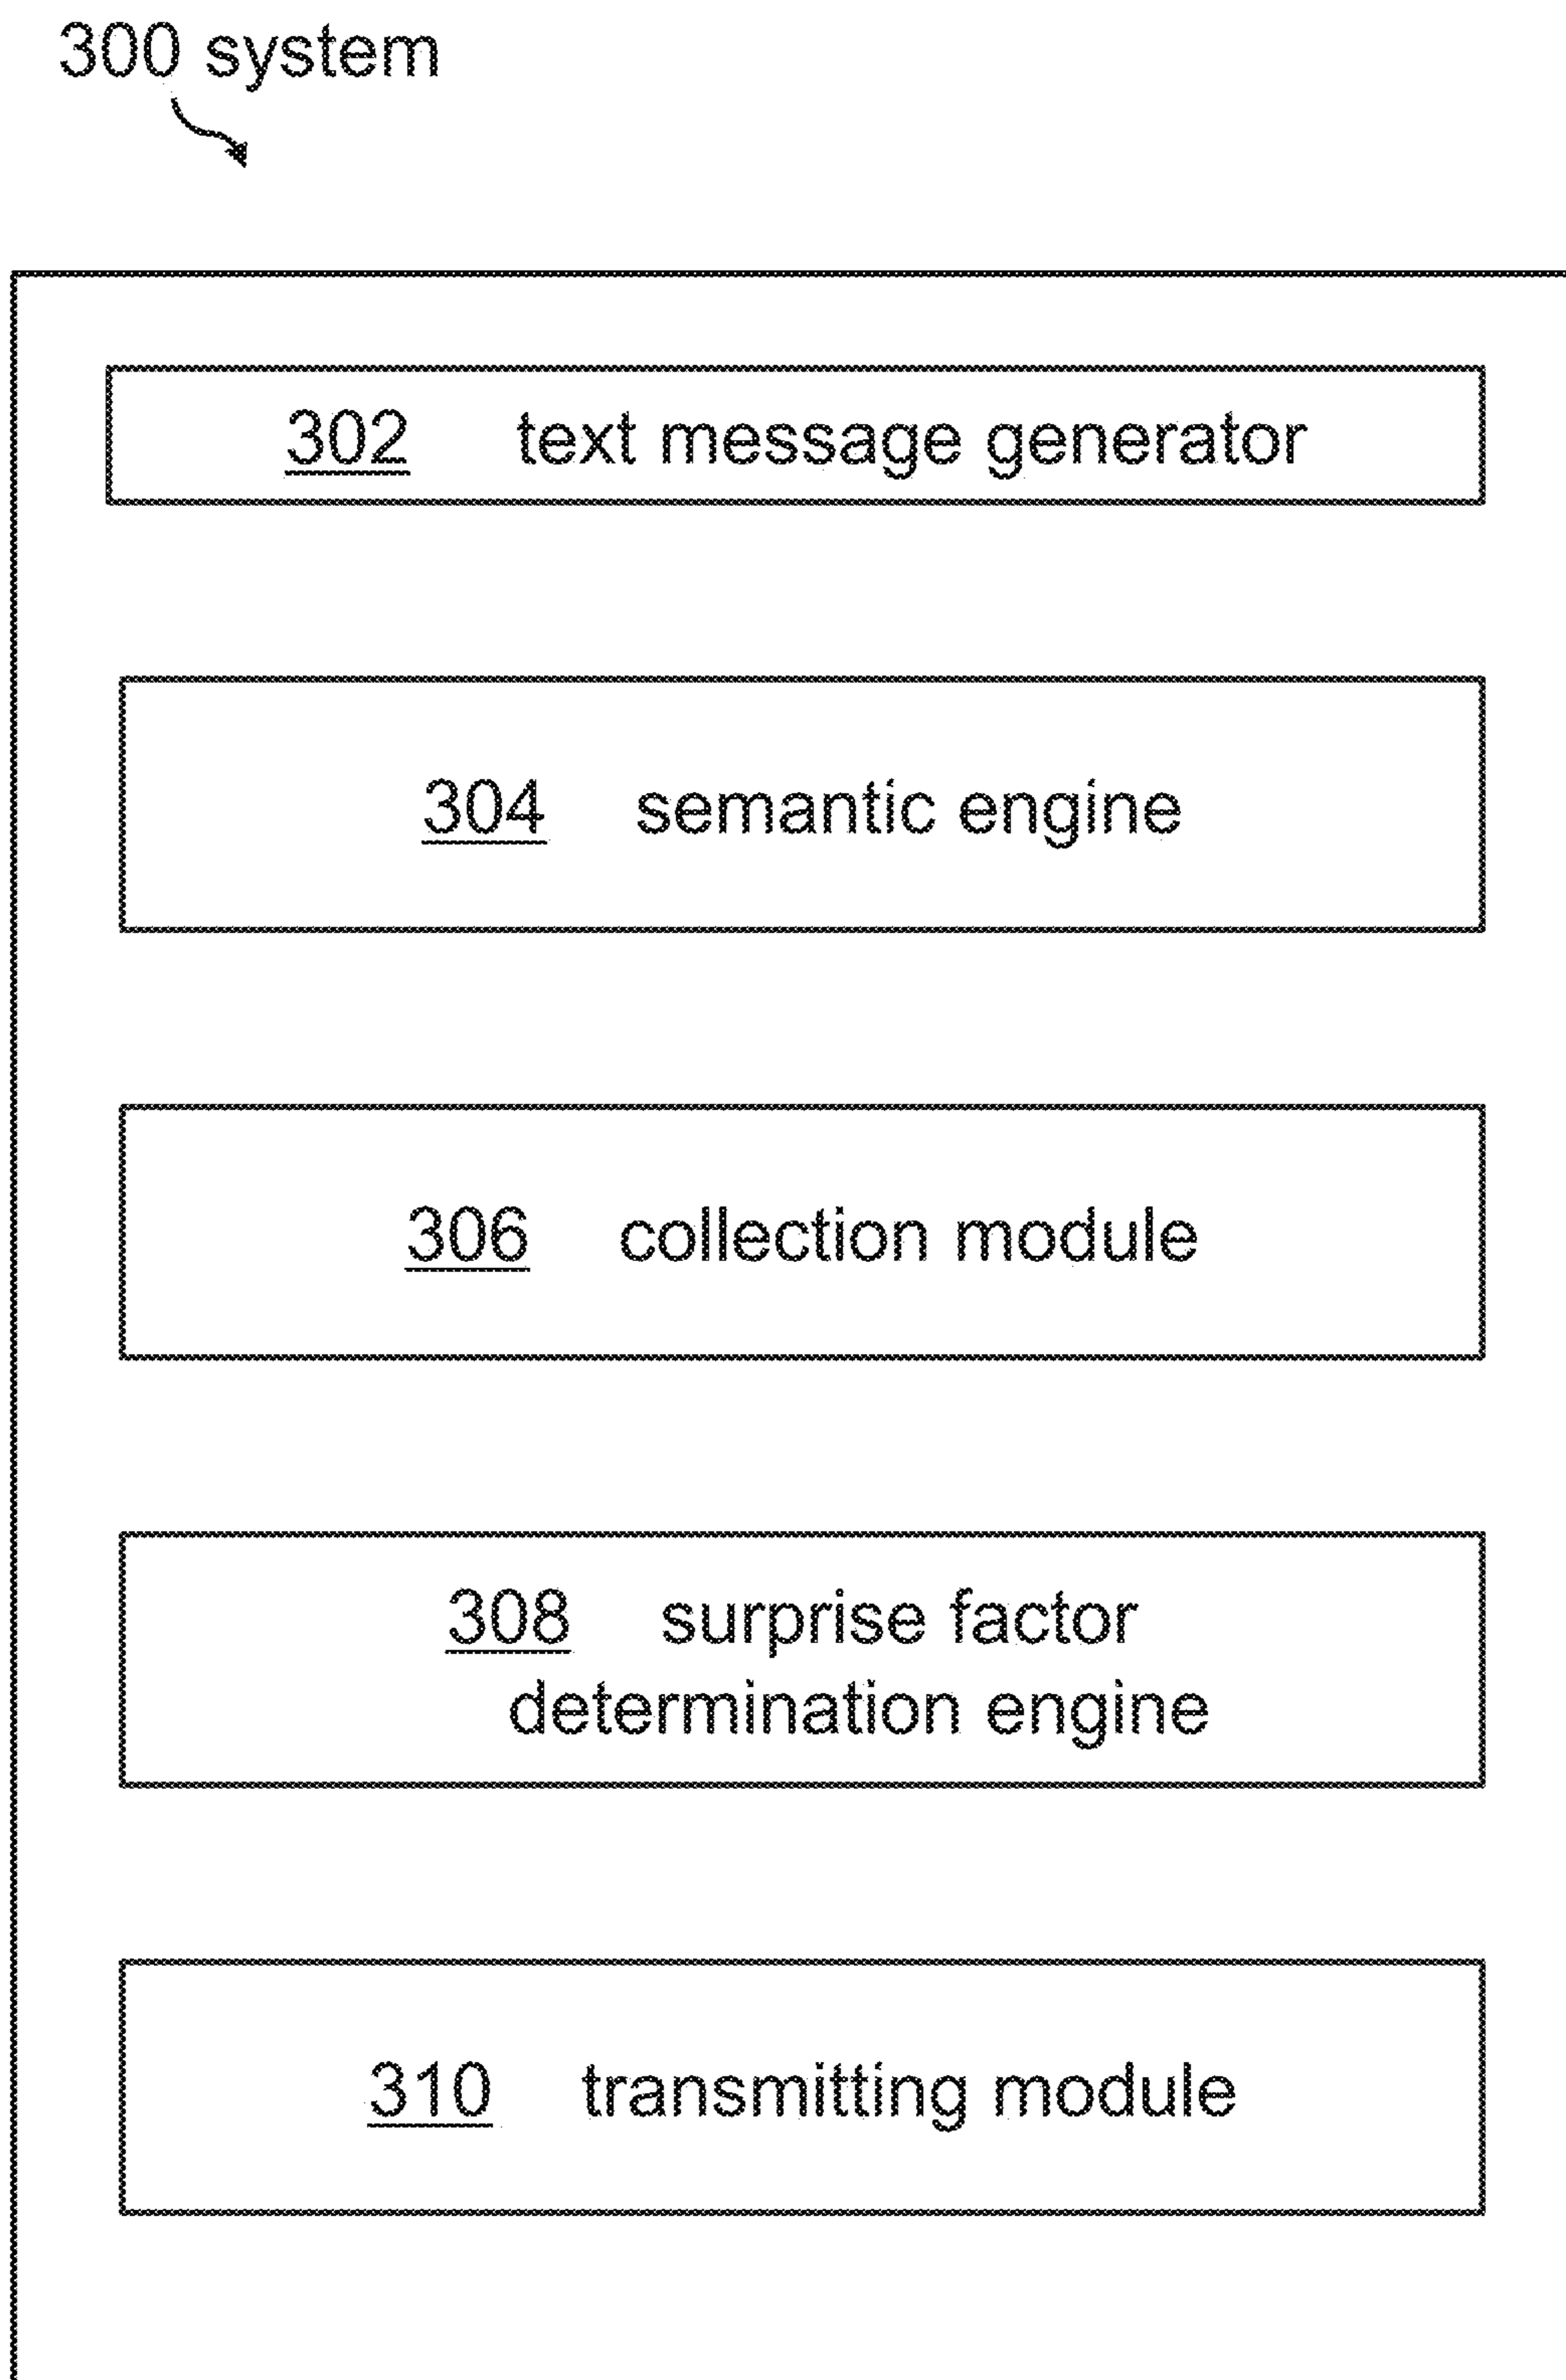 300 system
302 text message generator
304 semantic engine
306 collection module
308 surprise factor
determination engine
310 transmitting module